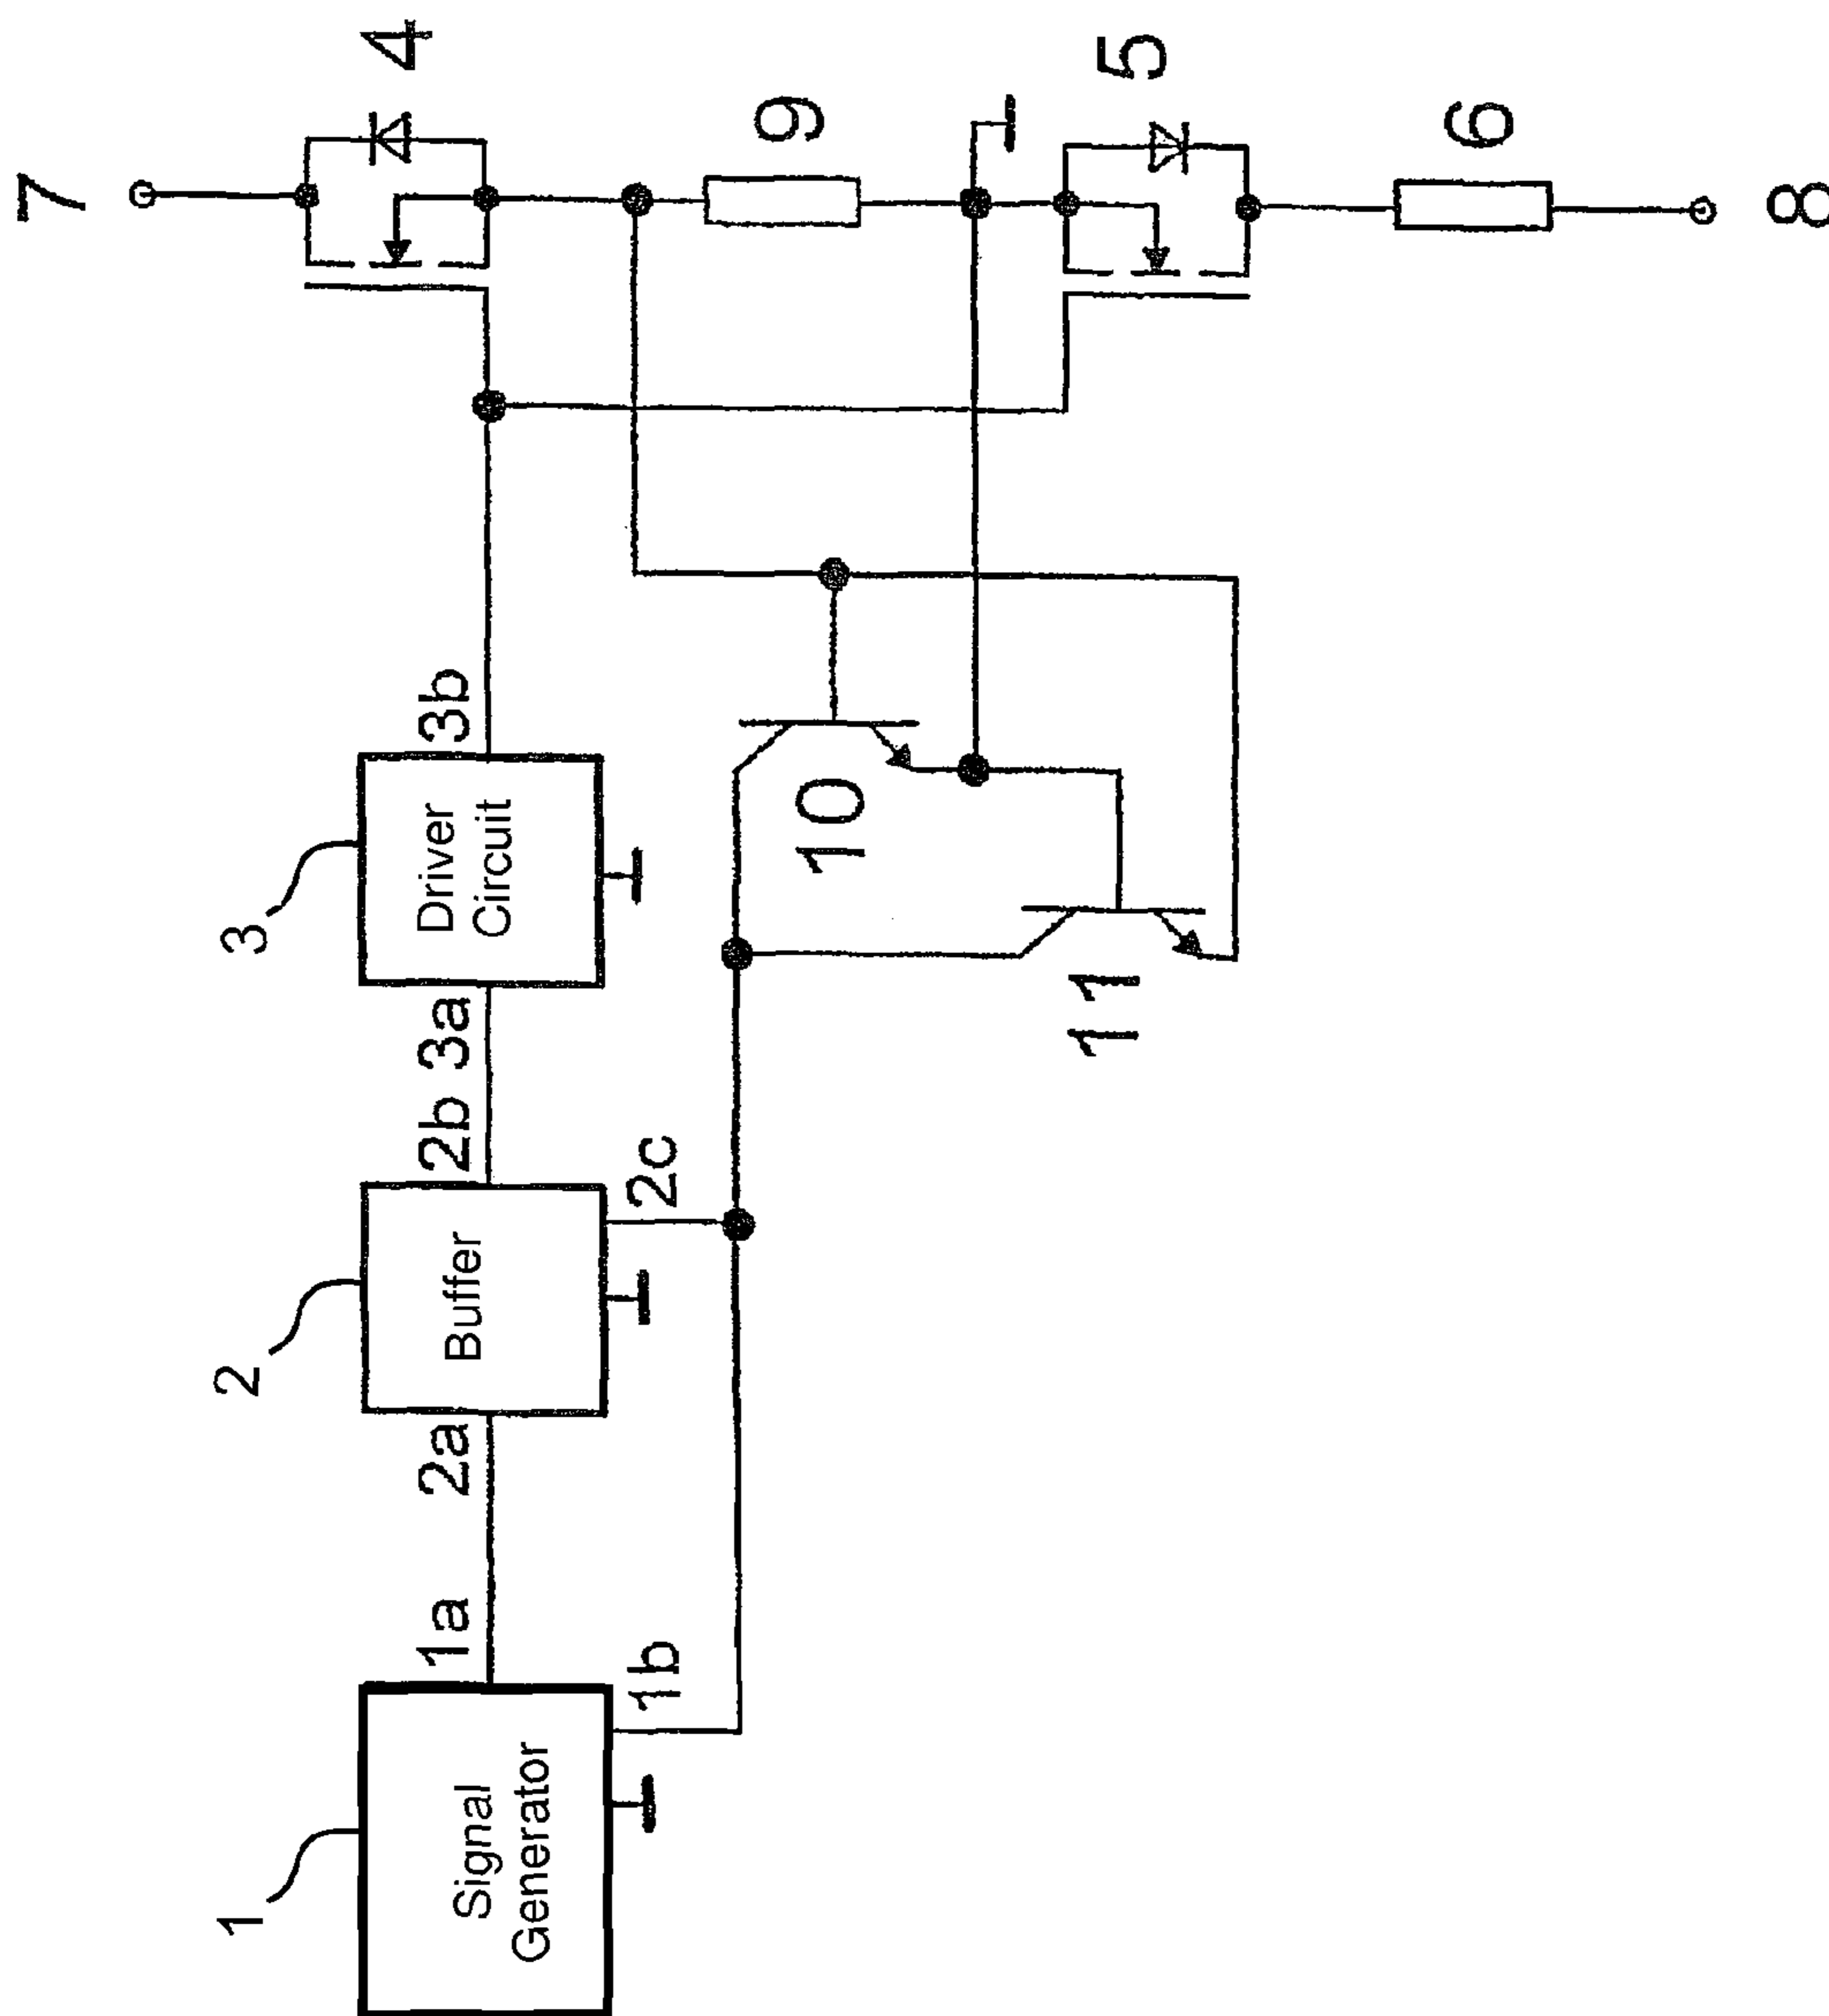 7
4
9
5
6
8
3
Driver
Circuit
3b
3a
2b
2
Buffer
2c
2a
10
11
1a
1b
1
Signal
Generator